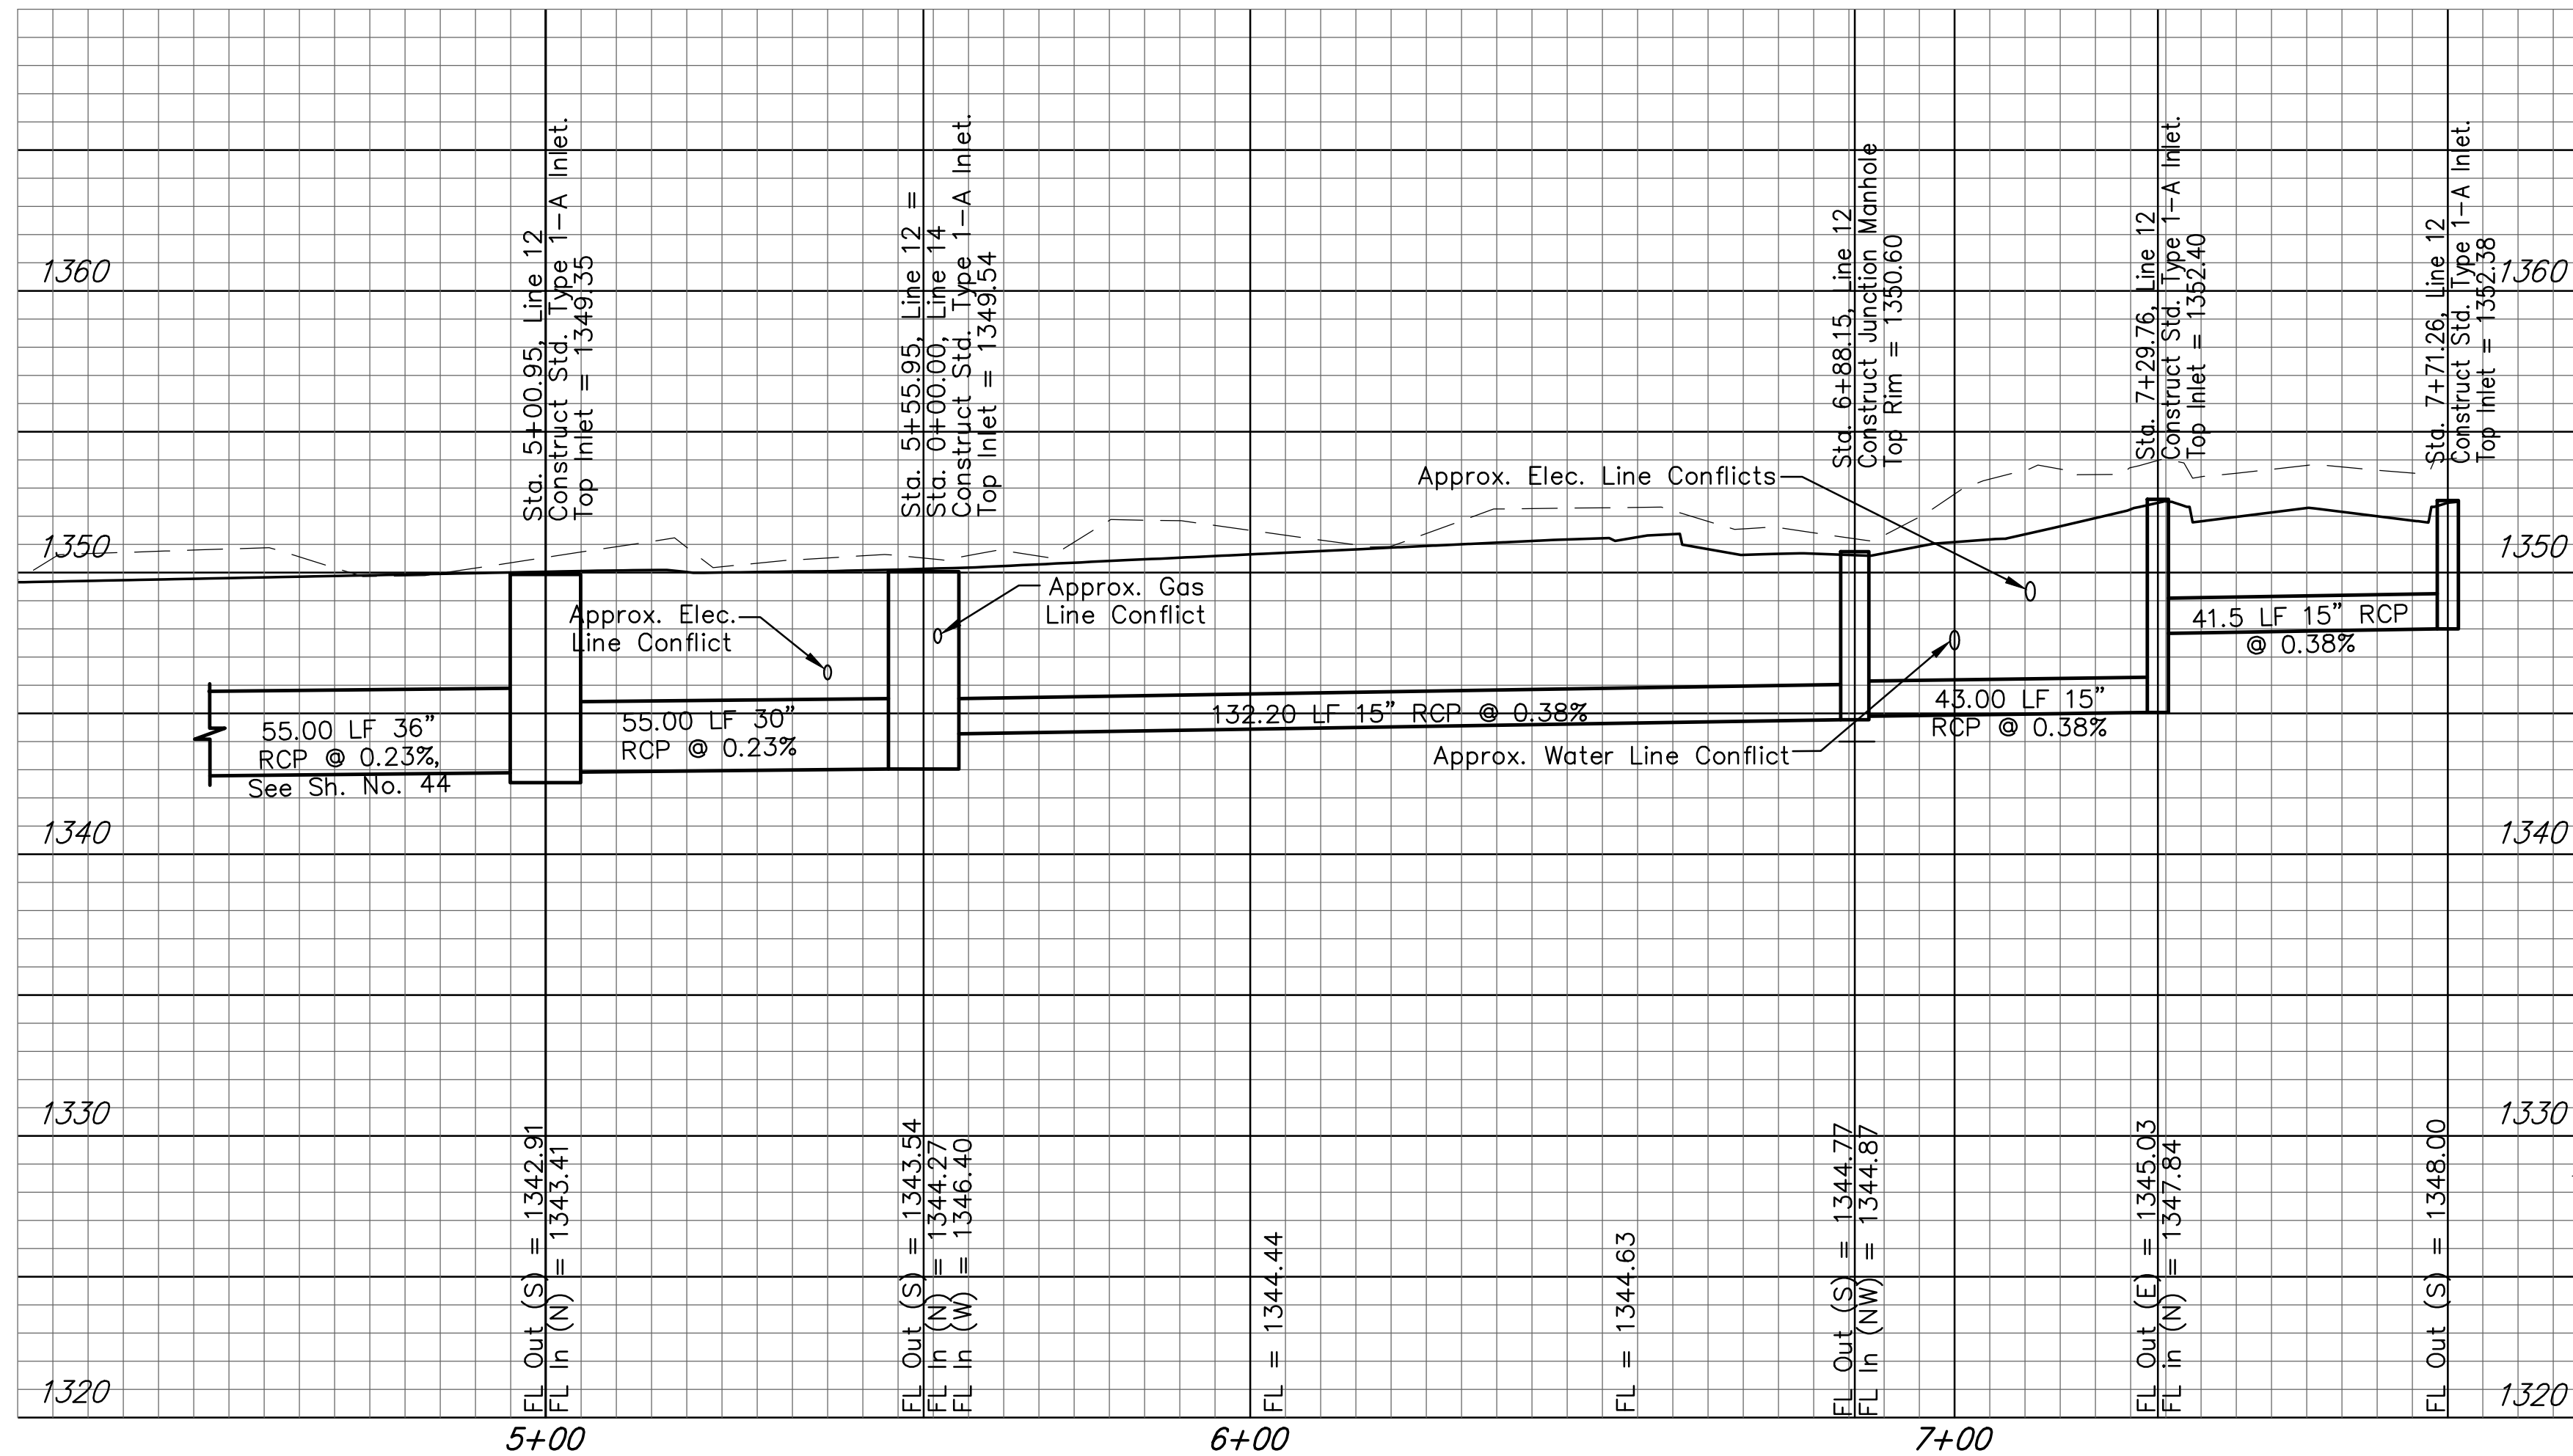 Sta. 5+00.95, Line 12
Construct Std. Type 1-A Inlet.
Top Inlet = 1349.35
Sta. 5+55.95, Line 12 =
Sta. 0+00.00, Line 14
Construct Std. Type 1-A Inlet.
Top Inlet = 1349.54
Sta. 6+88.15, Line 12
Construct Junction Manhole
Top Rim = 1350.60
Sta. 7+29.76, Line 12
Construct Std. Type 1-A Inlet.
Top Inlet = 1352.40
Sta. 7+71.26, Line 12
Construct Std. Type 1-A Inlet.
Top Inlet = 1352.38
1360
1360
Approx. Elec. Line Conflicts
1350
1350
Approx. Elec.
Line Conflict
Approx. Gas
Line Conflict
41.5 LF 15" RCP
@ 0.38%
55.00 LF 36"
RCP @ 0.23%,
See Sh. No. 44
55.00 LF 30"
RCP @ 0.23%
132.20 LF 15" RCP @ 0.38%
43.00 LF 15"
RCP @ 0.38%
Approx. Water Line Conflict
1340
1340
1330
1330
FL Out (S) = 1342.91
FL In (N) = 1343.41
FL Out (S) = 1343.54
FL In (N) = 1344.27
FL In (W) = 1346.40
FL = 1344.44
FL = 1344.63
FL Out (S) = 1344.77
FL In (NW) = 1344.87
FL Out (E) = 1345.03
FL in (N) = 1347.84
FL Out (S) = 1348.00
1320
1320
5+00
6+00
7+00